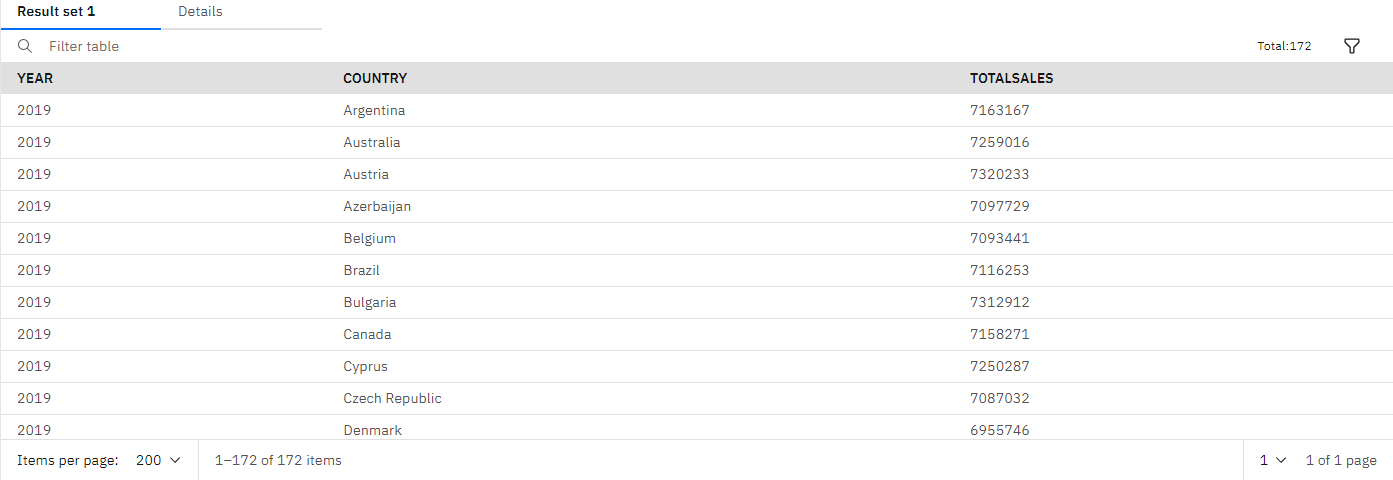 Result set 1 Details
Filter table Total:172
YEAR COUNTRY TOTALSALES
2019 Argentina 7163167
2019 Australia 7259016
2019 Austria 7320233
2019 Azerbaijan 7097729
2019 Belgium 7093441
2019 Brazil 7116253
2019 Bulgaria 7312912
2019 Canada 7158271
2019 Cyprus 7250287
2019 Czech Republic 7087032
2019 Denmark 6955746
Items per page: 200 1–172 of 172 items 1 1 of 1 page